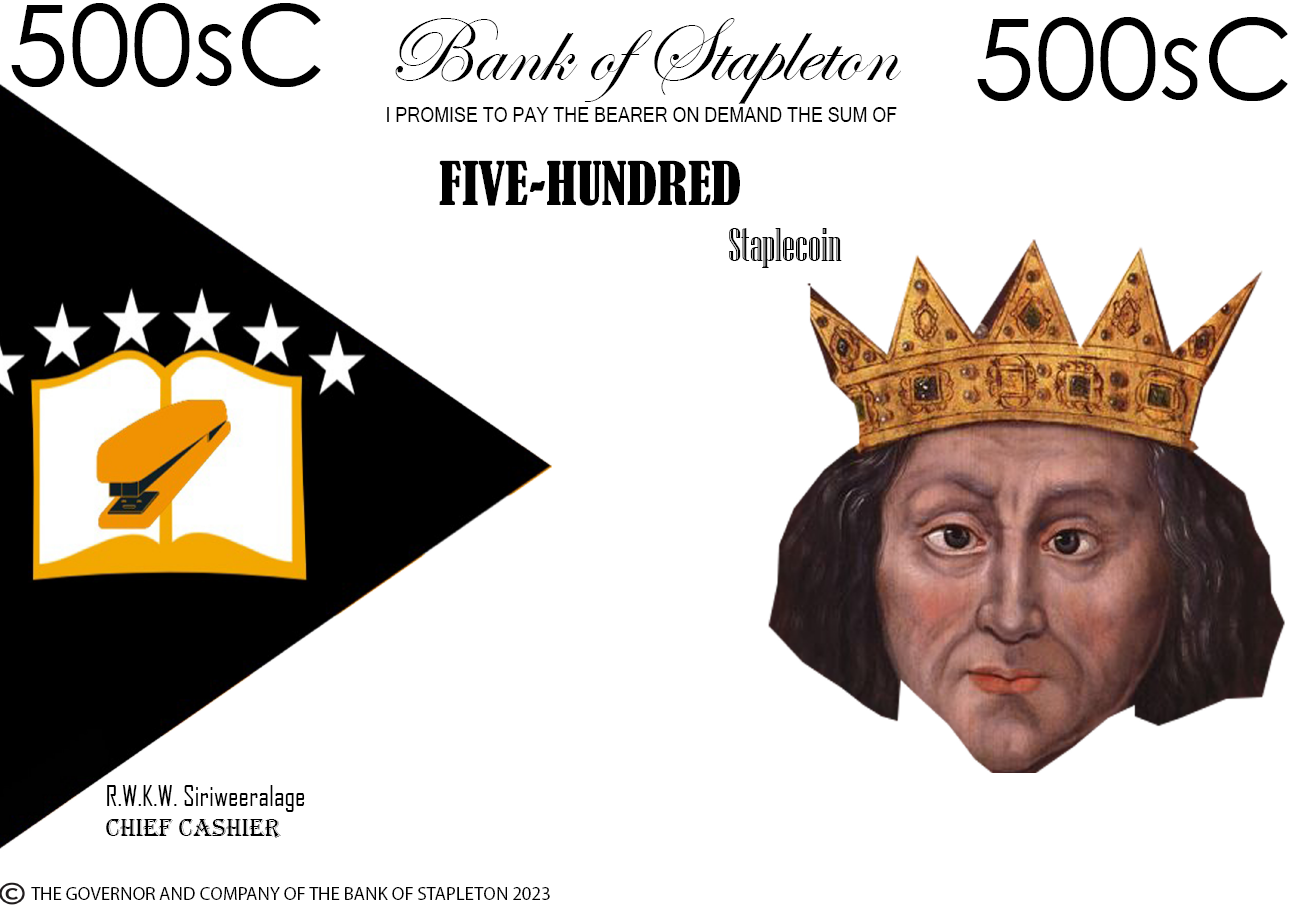 500sC
Bank of Stapleton
500sC
I PROMISE TO PAY THE BEARER ON DEMAND THE SUM OF
FIVE-HUNDRED
Staplecoin
R.W.K.W. Siriweeralage
CHIEF CASHIER
© THE GOVERNOR AND COMPANY OF THE BANK OF STAPLETON 2023